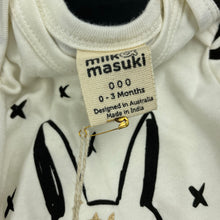 milk&
masuki
000
0 - 3 Months
Designed in Australia
Made in India